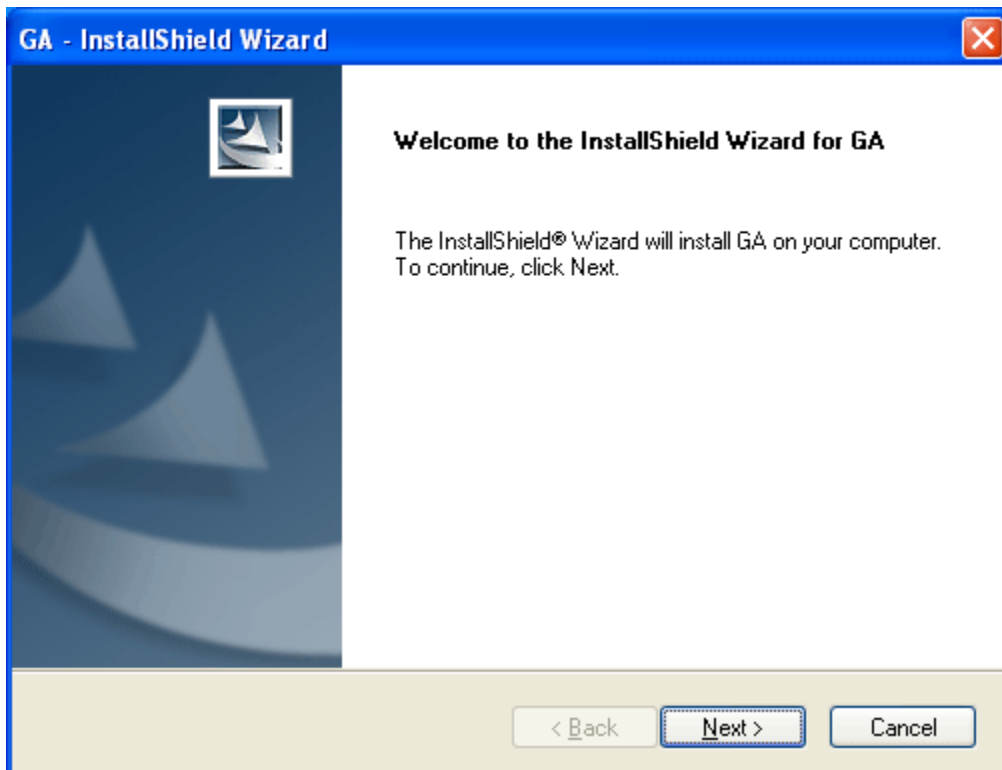 GA - InstallShield Wizard
Welcome to the InstallShield Wizard for GA
The InstallShield® Wizard will install GA on your computer.
To continue, click Next.
< Back
Next >
Cancel